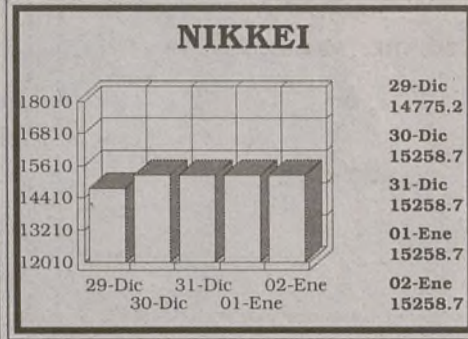 NIKKEI
18010
16810
15610
14410
13210
12010
29-Dic 31-Dic 02-Ene
30-Dic 01-Ene
29-Dic
14775.2
30-Dic
15258.7
31-Dic
15258.7
01-Ene
15258.7
02-Ene
15258.7